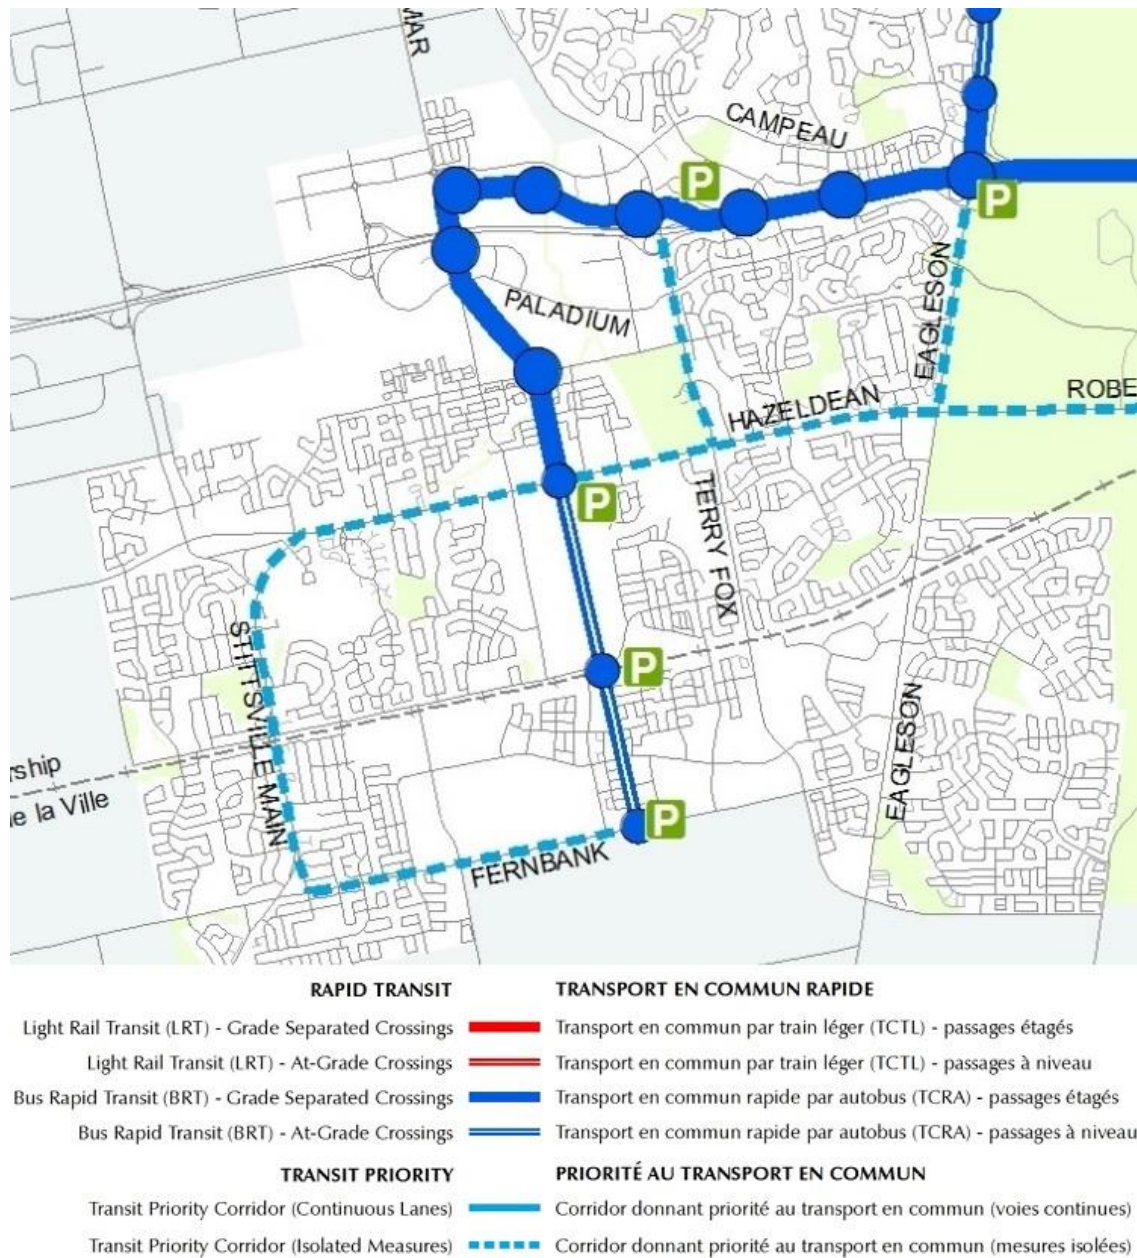 MAR
CAMPEAU
P
P
EAGLESON
PALADIUM
ROBE
HAZELDEAN
P
TERRY FOX
STITTSVILLE MAIN
P
EAGLESON
rship
e la Ville
P
FERNBANK
RAPID TRANSIT TRANSPORT EN COMMUN RAPIDE
Light Rail Transit (LRT) - Grade Separated Crossings Transport en commun par train léger (TCTL) - passages étagés
Light Rail Transit (LRT) - At-Grade Crossings Transport en commun par train léger (TCTL) - passages à niveau
Bus Rapid Transit (BRT) - Grade Separated Crossings Transport en commun rapide par autobus (TCRA) - passages étagés
Bus Rapid Transit (BRT) - At-Grade Crossings Transport en commun rapide par autobus (TCRA) - passages à niveau
TRANSIT PRIORITY PRIORITÉ AU TRANSPORT EN COMMUN
Transit Priority Corridor (Continuous Lanes) Corridor donnant priorité au transport en commun (voies continues)
Transit Priority Corridor (Isolated Measures) Corridor donnant priorité au transport en commun (mesures isolées)